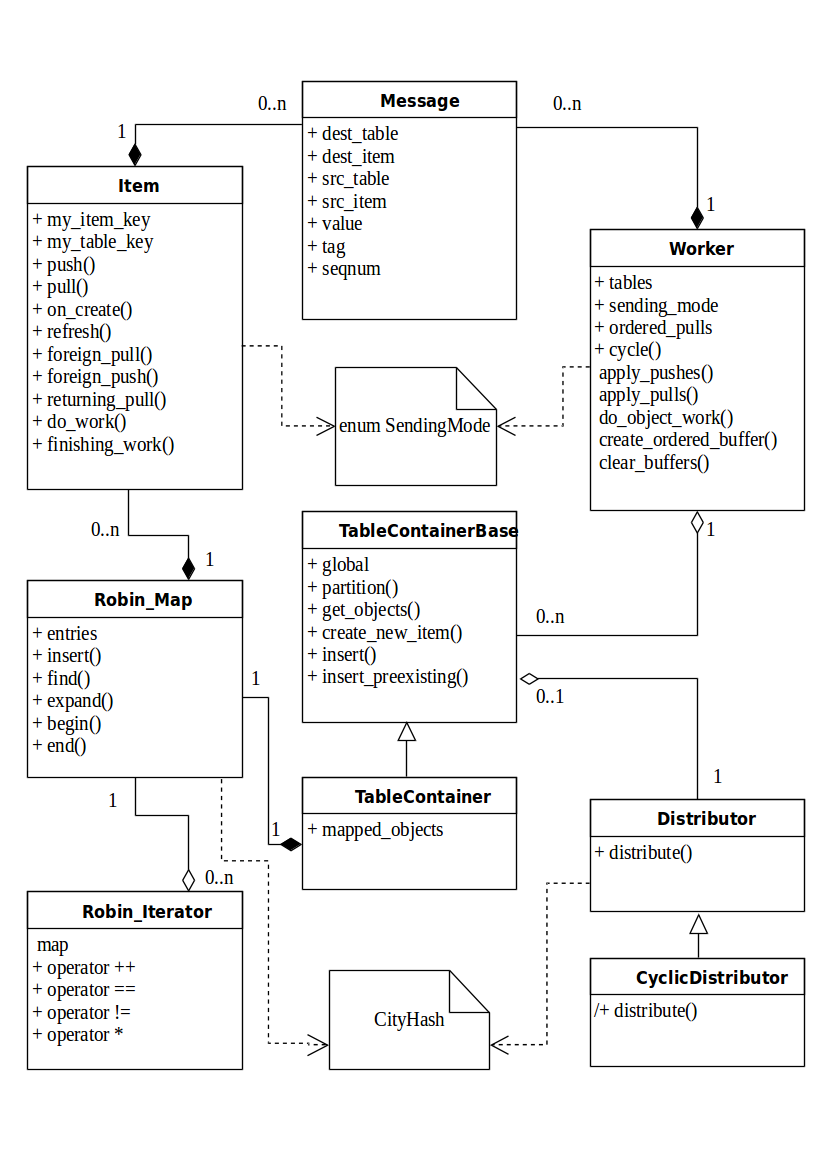 0..n
Message
0..n
1
+ dest_table
+ dest_item
+ src_table
+ src_item
+ value
+ tag
+ seqnum
Item
+ my_item_key
+ my_table_key
+ push()
+ pull()
+ on_create()
+ refresh()
+ foreign_pull()
+ foreign_push()
+ returning_pull()
+ do_work()
+ finishing_work()
1
Worker
+ tables
+ sending_mode
+ ordered_pulls
+ cycle()
apply_pushes()
apply_pulls()
do_object_work()
create_ordered_buffer()
clear_buffers()
enum SendingMode
0..n
1
1
TableContainerBase
+ global
+ partition()
+ get_objects()
+ create_new_item()
+ insert()
+ insert_preexisting()
0..n
0..1
Robin_Map
+ entries
+ insert()
+ find()
+ expand()
+ begin()
+ end()
1
1
1
1
TableContainer
+ mapped_objects
Distributor
+ distribute()
0..n
Robin_Iterator
map
+ operator ++
+ operator ==
+ operator !=
+ operator *
CityHash
CyclicDistributor
/+ distribute()